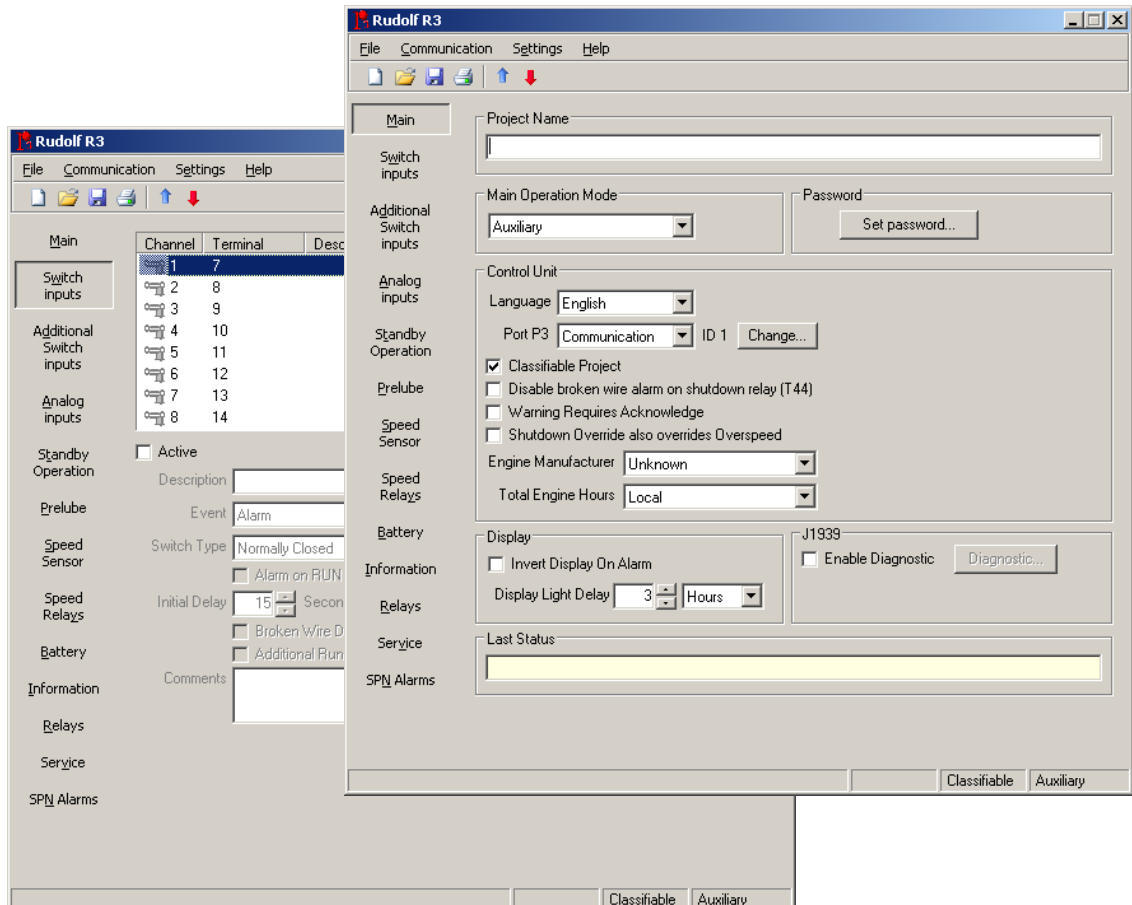 Rudolf R3
File Communication Settings Help
Main
Switch
inputs
Additional
Switch
inputs
Analog
inputs
Standby
Operation
Prelube
Speed
Sensor
Speed
Relays
Battery
Information
Relays
Service
SPN Alarms
Project Name
Main Operation Mode
Auxiliary
Password
Set password...
Control Unit
Language English
Port P3 Communication ID 1 Change...
Classifiable Project
Disable broken wire alarm on shutdown relay (T44)
Warning Requires Acknowledge
Shutdown Override also overrides Overspeed
Engine Manufacturer Unknown
Total Engine Hours Local
Display
Invert Display On Alarm
Display Light Delay 3 Hours
J1939
Enable Diagnostic Diagnostic...
Last Status
Classifiable Auxiliary
Rudolf R3
File Communication Settings Help
Main
Switch
inputs
Additional
Switch
inputs
Analog
inputs
Standby
Operation
Prelube
Speed
Sensor
Speed
Relays
Battery
Information
Relays
Service
SPN Alarms
Channel Terminal Desc
1 7
2 8
3 9
4 10
5 11
6 12
7 13
8 14
Active
Description
Event Alarm
Switch Type Normally Closed
Alarm on RUN
Initial Delay 15 Secon
Broken Wire D
Additional Run
Comments
Classifiable Auxiliary